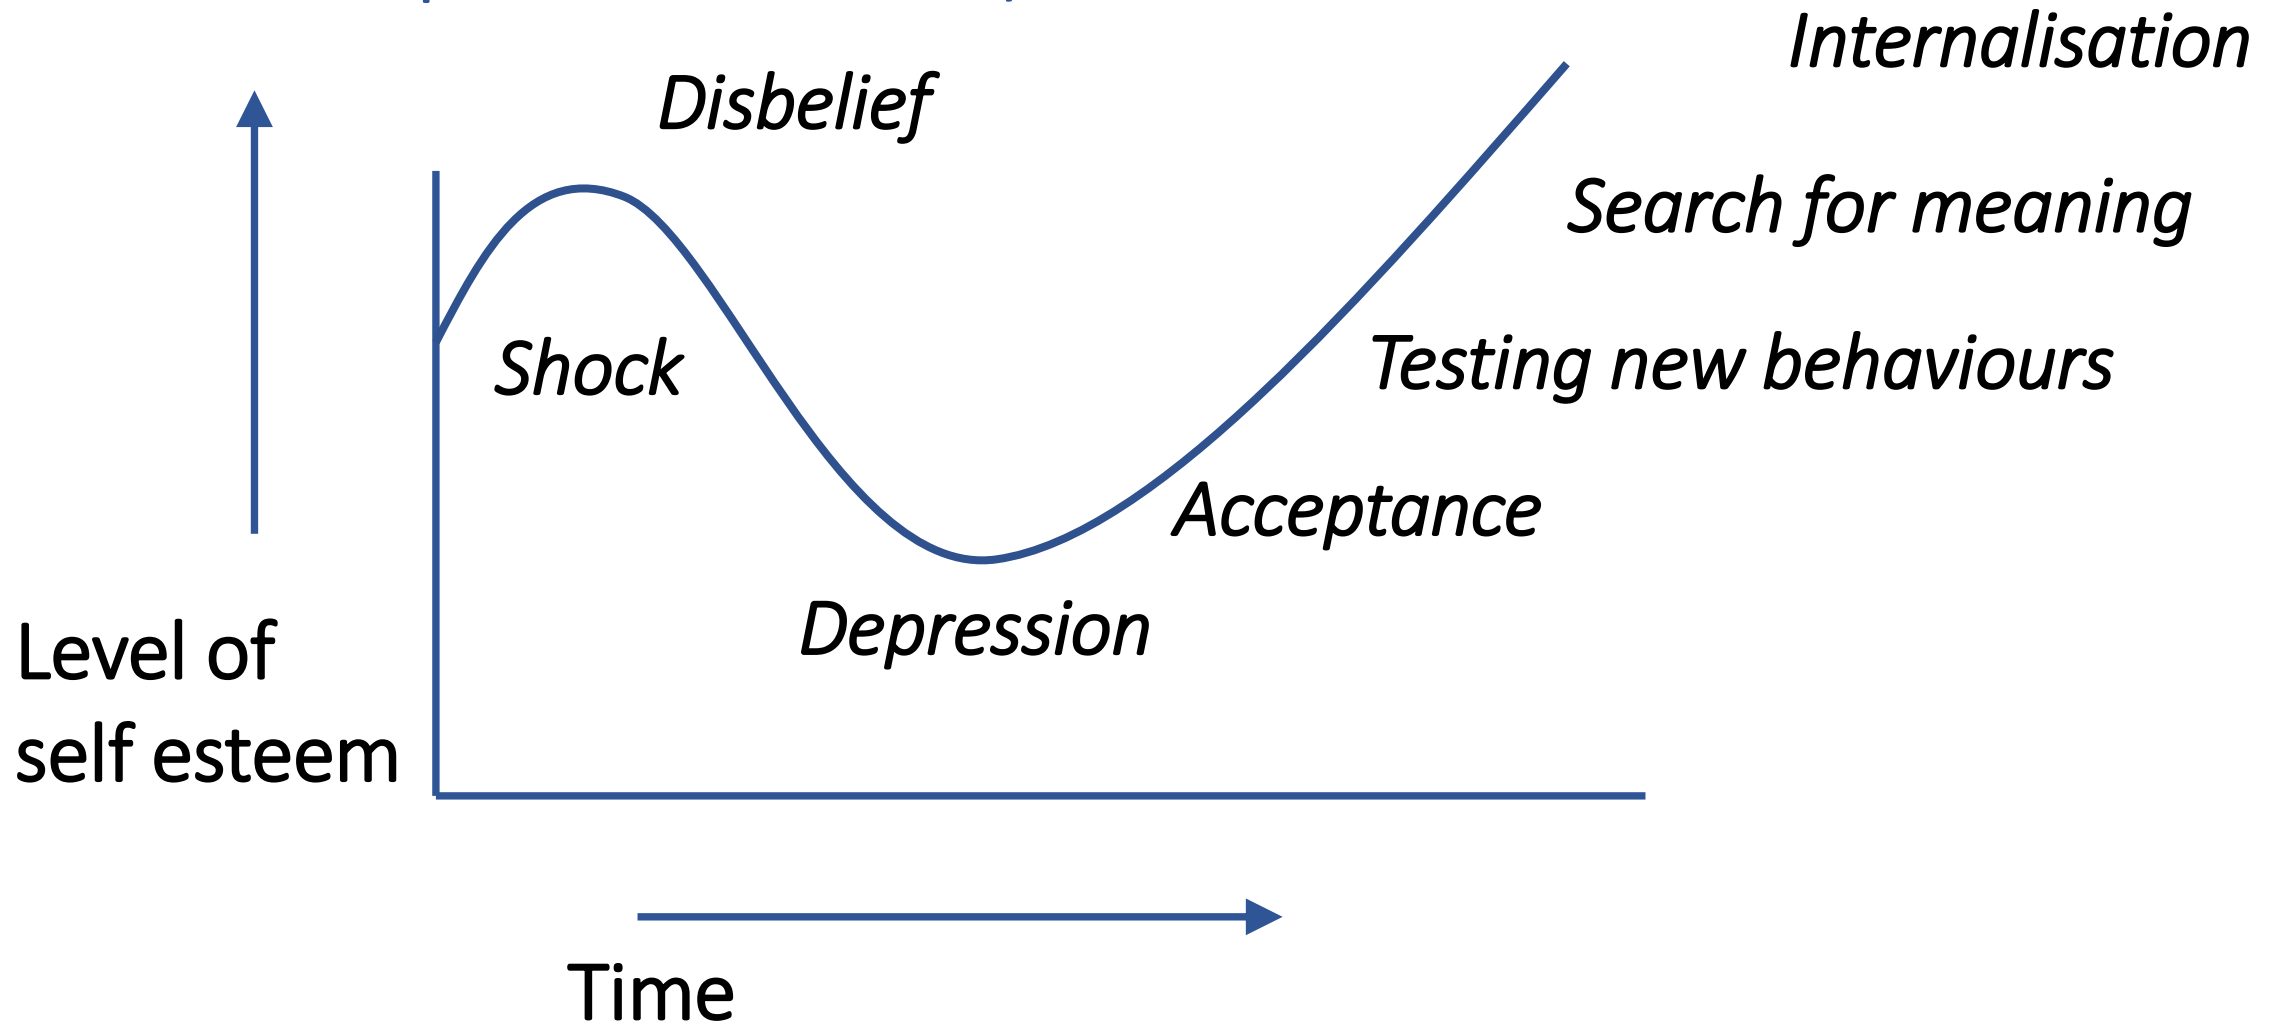 Internalisation
Disbelief
Search for meaning
Shock
Testing new behaviours
Acceptance
Depression
Level of
self esteem
Time